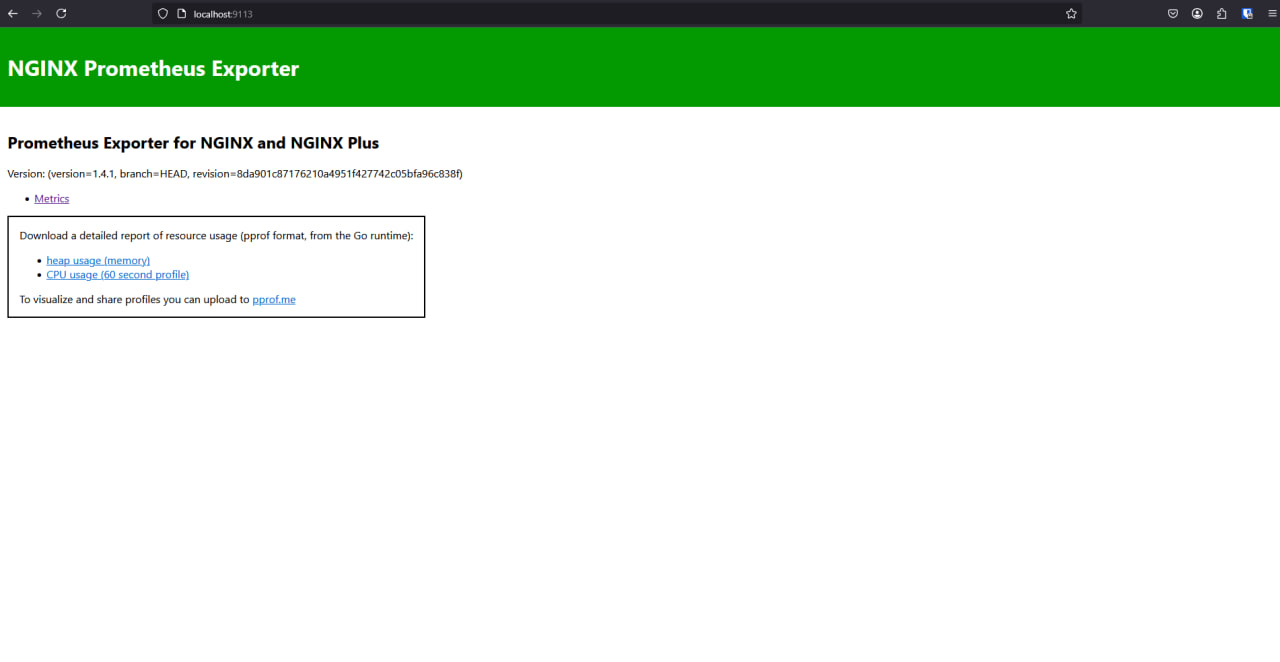 localhost:9113
NGINX Prometheus Exporter
Prometheus Exporter for NGINX and NGINX Plus
Version: (version=1.4.1, branch=HEAD, revision=8da901c87176210a4951f427742c05bfa96c838f)
Metrics
Download a detailed report of resource usage (pprof format, from the Go runtime):
heap usage (memory)
CPU usage (60 second profile)
To visualize and share profiles you can upload to pprof.me